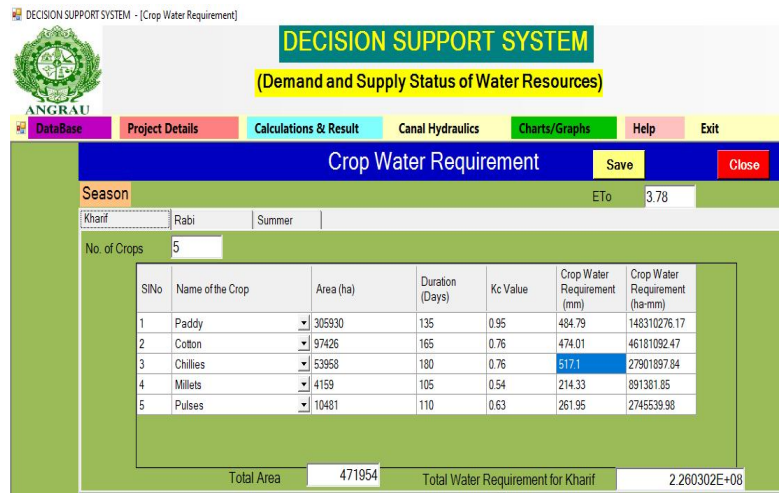 DECISION SUPPORT SYSTEM - [Crop Water Requirement]
DECISION SUPPORT SYSTEM
(Demand and Supply Status of Water Resources)
ANGRAU
DataBase Project Details Calculations & Result Canal Hydraulics Charts/Graphs Help Exit
Crop Water Requirement Save Close
Season ETo 3.78
Kharif Rabi Summer
No. of Crops 5
SlNo Name of the Crop Area (ha) Duration (Days) Kc Value Crop Water Requirement (mm) Crop Water Requirement (ha-mm)
1 Paddy 305930 135 0.95 484.79 148310276.17
2 Cotton 97426 165 0.76 474.01 46181092.47
3 Chillies 53958 180 0.76 517.1 27901897.84
4 Millets 4159 105 0.54 214.33 891381.85
5 Pulses 10481 110 0.63 261.95 2745539.98
Total Area 471954 Total Water Requirement for Kharif 2.260302E+08